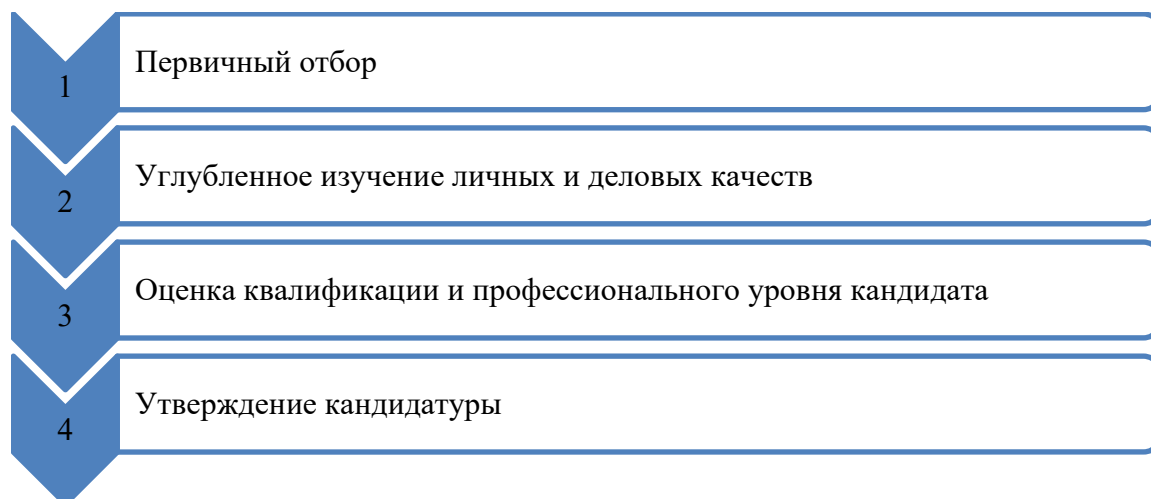 1
Первичный отбор
2
Углубленное изучение личных и деловых качеств
3
Оценка квалификации и профессионального уровня кандидата
4
Утверждение кандидатуры